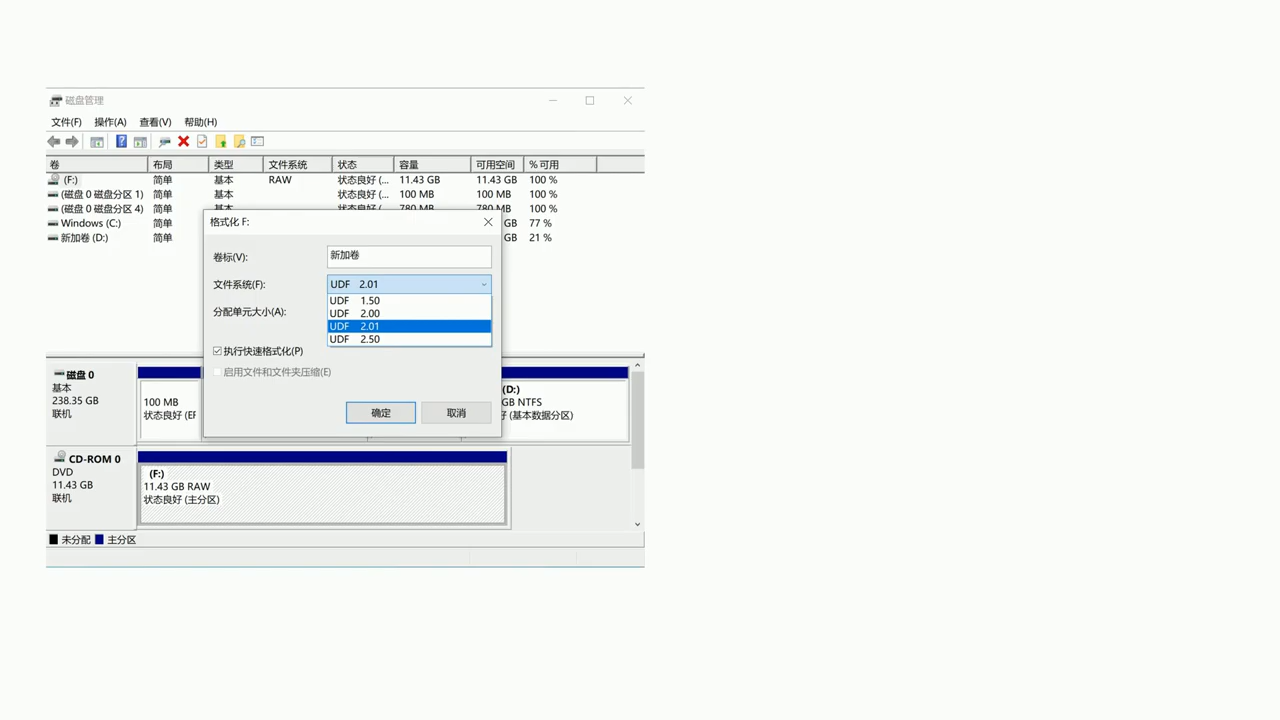 磁盘管理
文件(F) 操作(A) 查看(V) 帮助(H)
卷 布局 类型 文件系统 状态 容量 可用空间 % 可用
(F:) 简单 基本 RAW 状态良好 (... 11.43 GB 11.43 GB 100 %
(磁盘 0 磁盘分区 1) 简单 基本 状态良好 (... 100 MB 100 MB 100 %
(磁盘 0 磁盘分区 4) 简单 基本 状态良好 (... 780 MB 780 MB 100 %
Windows (C:) 简单 GB 77 %
新加卷 (D:) 简单 GB 21 %
格式化 F:
卷标(V): 新加卷
文件系统(F): UDF 2.01
UDF 1.50
分配单元大小(A): UDF 2.00
UDF 2.01
UDF 2.50
执行快速格式化(P)
启用文件和文件夹压缩(E)
确定 取消
磁盘 0
基本
238.35 GB
联机
100 MB
状态良好 (EF
(D:)
GB NTFS
(基本数据分区)
CD-ROM 0
DVD
11.43 GB
联机
(F:)
11.43 GB RAW
状态良好 (主分区)
未分配 主分区